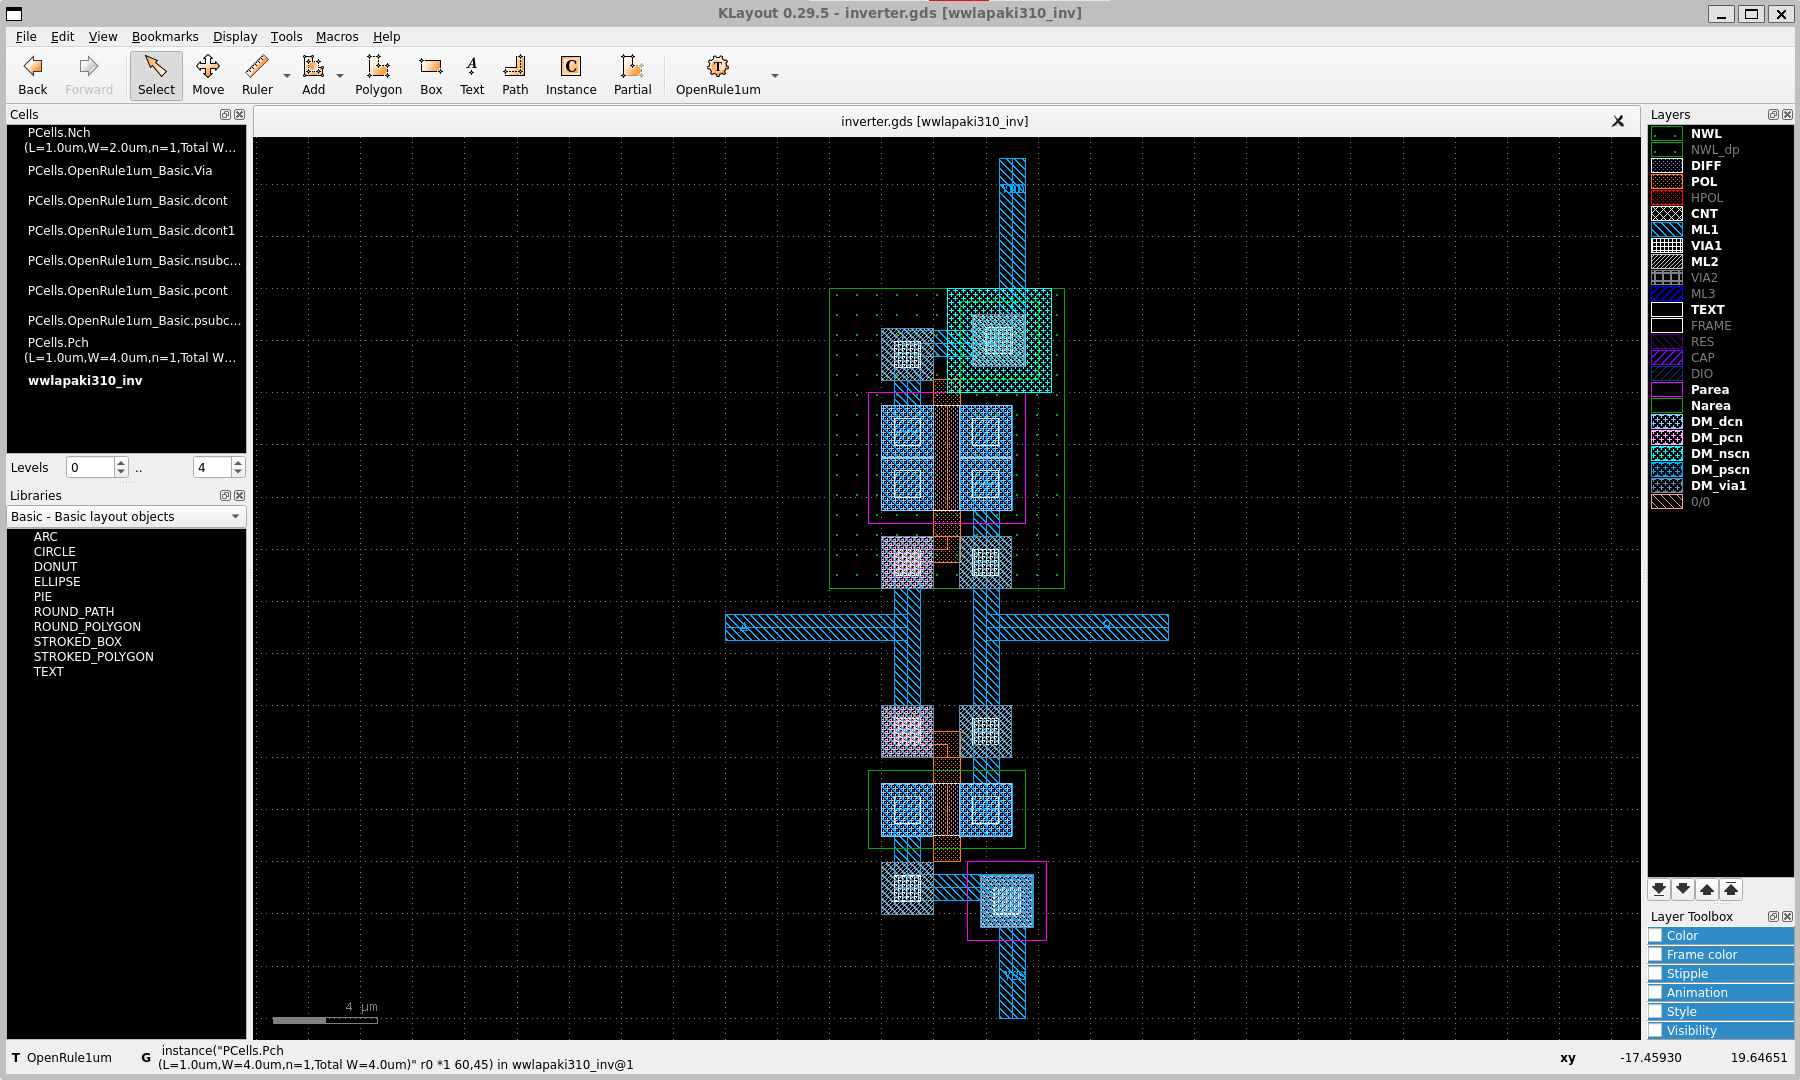 KLayout 0.29.5 - inverter.gds [wwlapaki310_inv]
File Edit View Bookmarks Display Tools Macros Help
Back Forward Select Move Ruler Add Polygon Box Text Path Instance Partial OpenRule1um
Cells
PCells.Nch
(L=1.0um,W=2.0um,n=1,Total W...
PCells.OpenRule1um_Basic.Via
PCells.OpenRule1um_Basic.dcont
PCells.OpenRule1um_Basic.dcont1
PCells.OpenRule1um_Basic.nsubc...
PCells.OpenRule1um_Basic.pcont
PCells.OpenRule1um_Basic.psubc...
PCells.Pch
(L=1.0um,W=4.0um,n=1,Total W...
wwlapaki310_inv
Levels 0 .. 4
Libraries
Basic - Basic layout objects
ARC
CIRCLE
DONUT
ELLIPSE
PIE
ROUND_PATH
ROUND_POLYGON
STROKED_BOX
STROKED_POLYGON
TEXT
inverter.gds [wwlapaki310_inv]
A
4 µm
Layers
NWL
NWL_dp
DIFF
POL
HPOL
CNT
ML1
VIA1
ML2
VIA2
ML3
TEXT
FRAME
RES
CAP
DIO
Parea
Narea
DM_dcn
DM_pcn
DM_nscn
DM_pscn
DM_via1
0/0
Layer Toolbox
Color
Frame color
Stipple
Animation
Style
Visibility
T OpenRule1um G instance("PCells.Pch
(L=1.0um,W=4.0um,n=1,Total W=4.0um)" r0 *1 60,45) in wwlapaki310_inv@1
xy -17.45930 19.64651